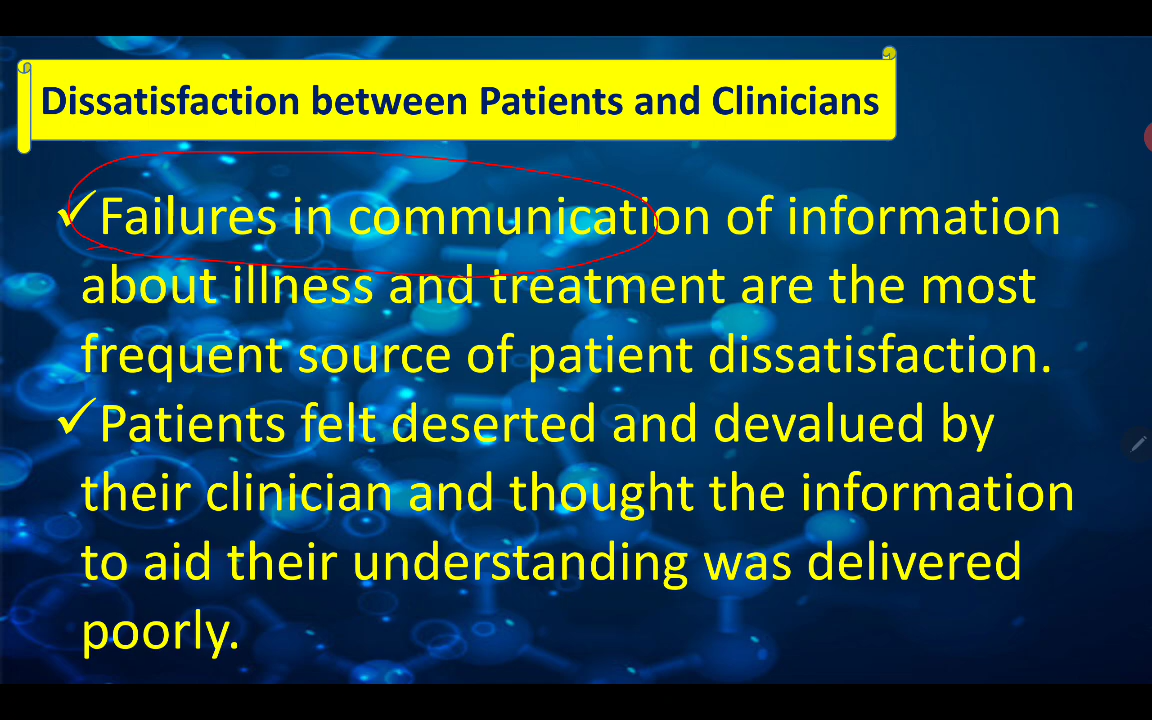 Dissatisfaction between Patients and Clinicians
✓Failures in communication of information
about illness and treatment are the most
frequent source of patient dissatisfaction.
✓Patients felt deserted and devalued by
their clinician and thought the information
to aid their understanding was delivered
poorly.